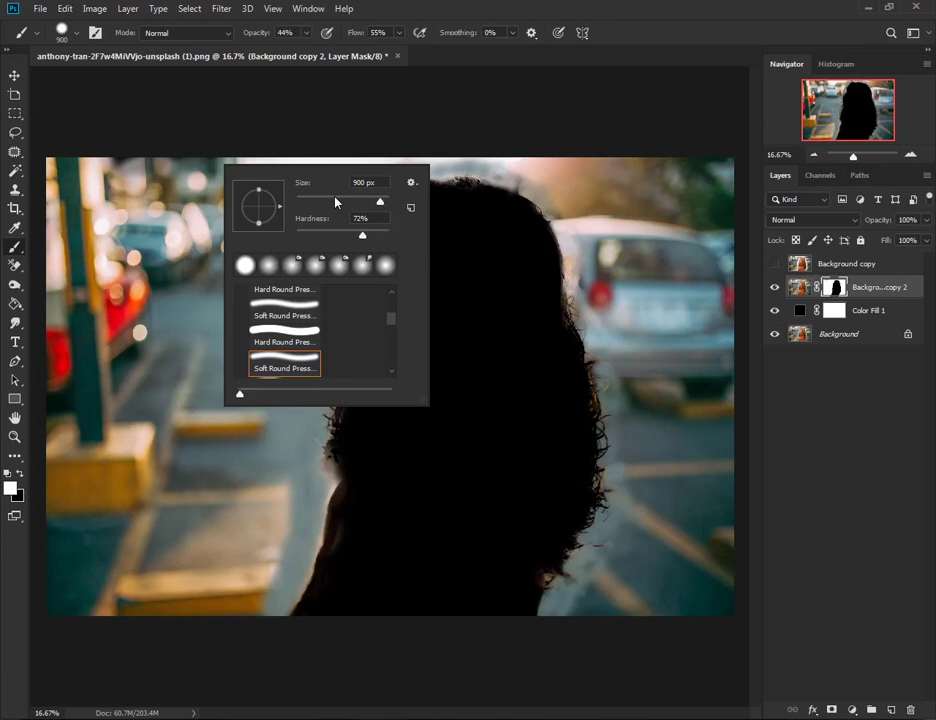 Ps File Edit Image Layer Type Select Filter 3D View Window Help
900 Mode: Normal Opacity: 44% Flow: 55% Smoothing: 0%
anthony-tran-2F7w4MiVVjo-unsplash (1).png @ 16.7% (Background copy 2, Layer Mask/8) * ×
Navigator Histogram
16.67%
Layers Channels Paths
Kind
Normal Opacity: 100%
Lock: Fill: 100%
Background copy
Backgro...copy 2
Color Fill 1
Background
Size: 900 px
Hardness: 72%
Hard Round Pres...
Soft Round Press...
Hard Round Pres...
Soft Round Press...
16.67% Doc: 60.7M/203.4M